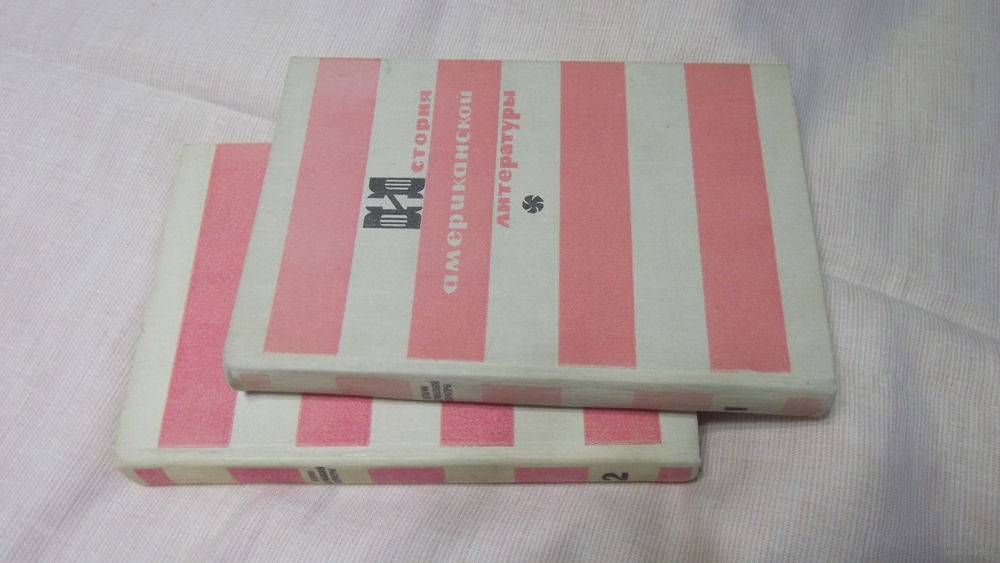 История
американской
литературы
1
2